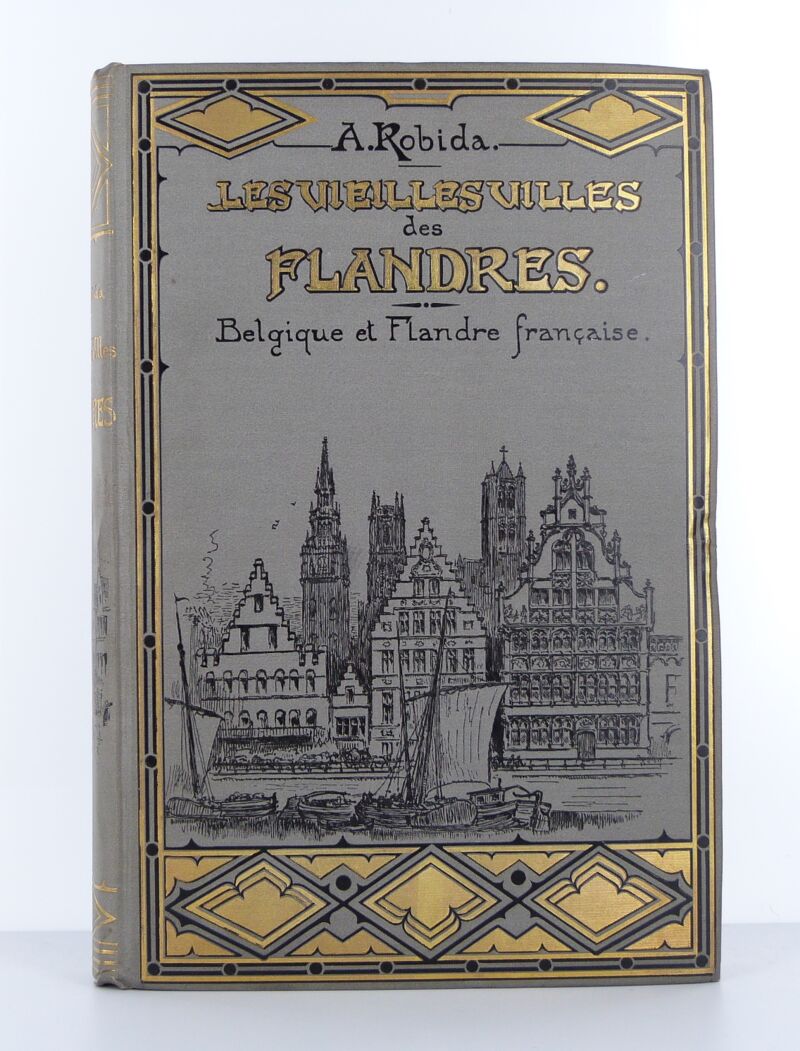 A. Robida.
LES VIEILLES VILLES
des
FLANDRES.
Belgique et Flandre française.